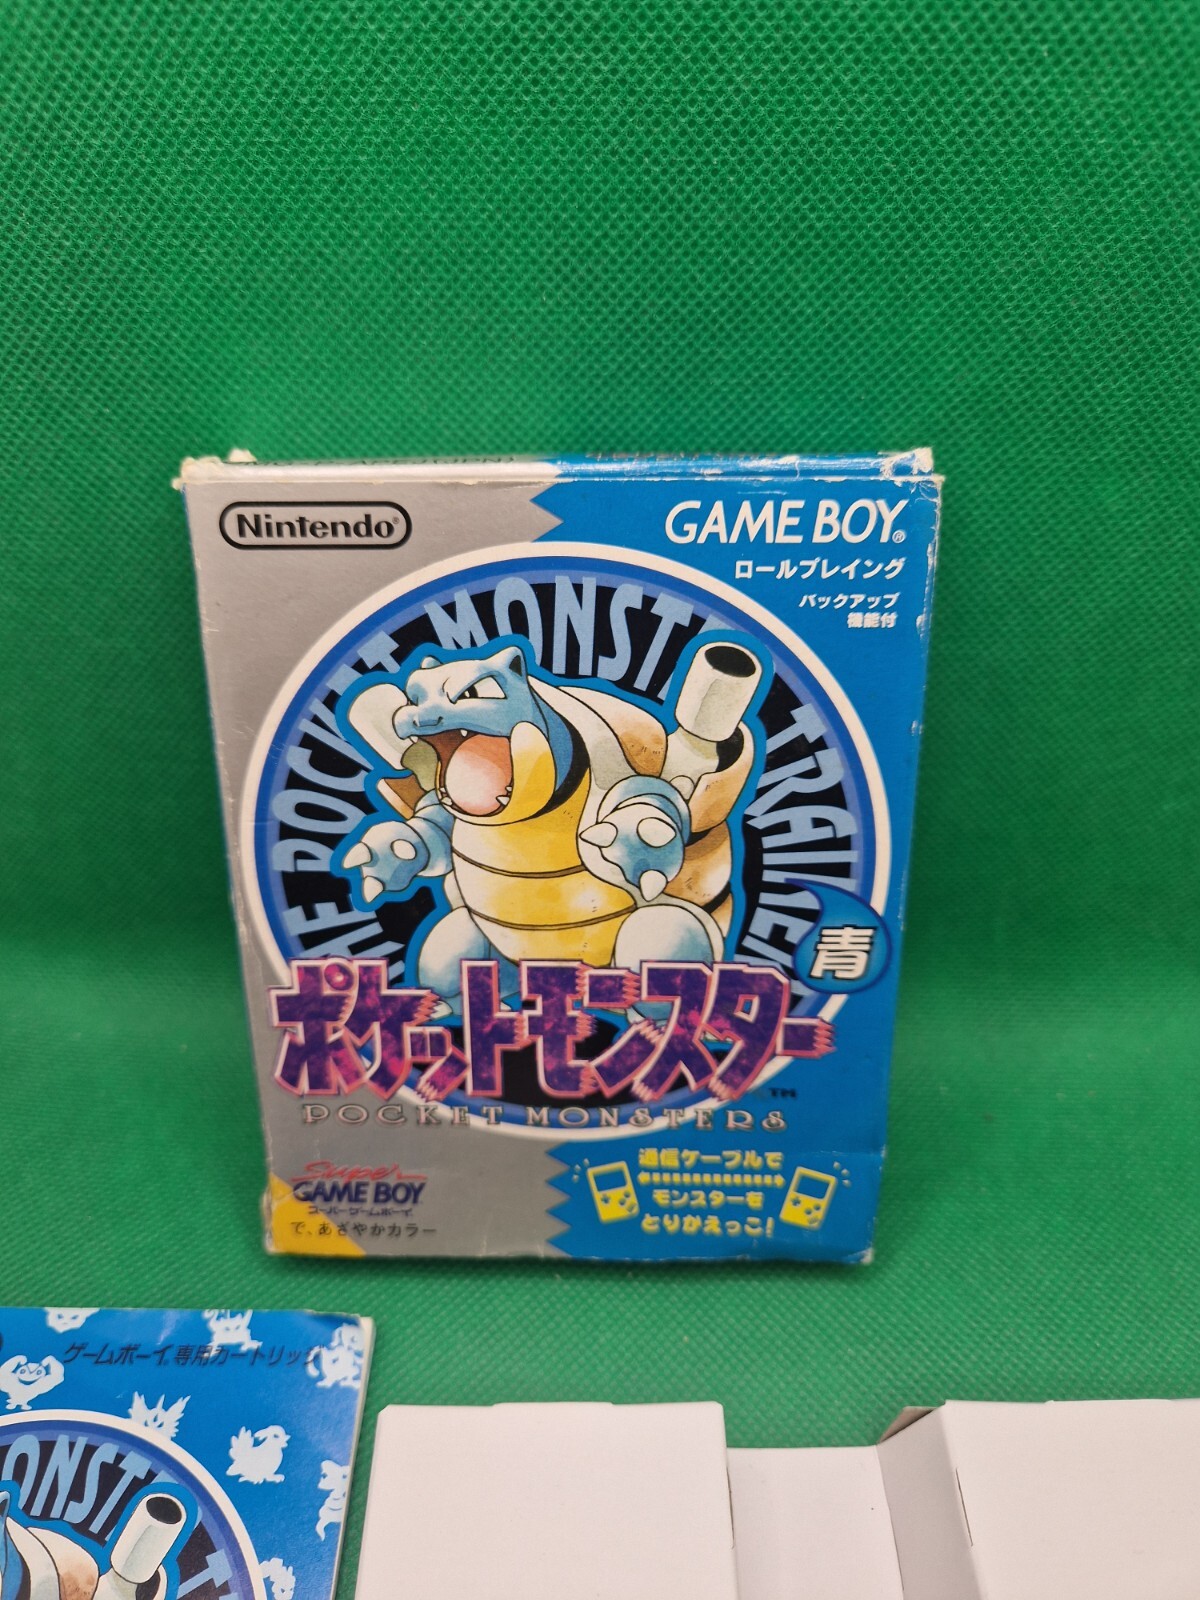 Nintendo®
GAME BOY®
ロールプレイング
バックアップ
機能付
THE POCKET MONSTER TRAINER
青
ポケットモンスター
TM
POCKET MONSTERS
Super
GAME BOY
スーパーゲームボーイ
で、あざやかカラー
通信ケーブルで
モンスターを
とりかえっこ!
ゲームボーイ®専用カートリッジ
MONST